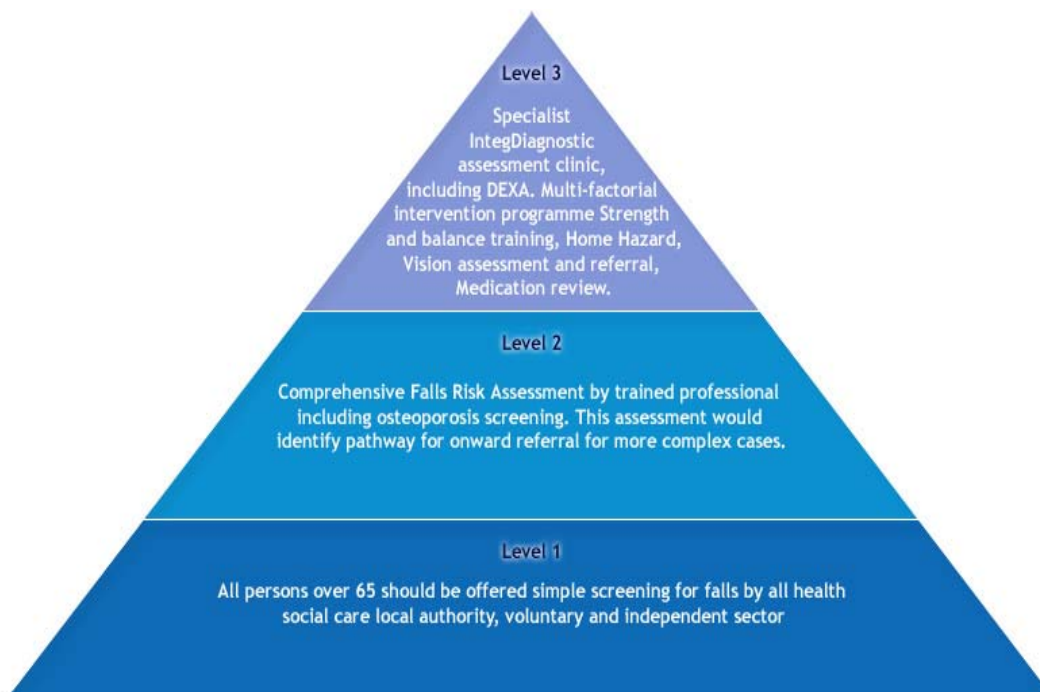 Level 3
Specialist
IntegDiagnostic
assessment clinic,
including DEXA. Multi-factorial
intervention programme Strength
and balance training, Home Hazard,
Vision assessment and referral,
Medication review.
Level 2
Comprehensive Falls Risk Assessment by trained professional
including osteoporosis screening. This assessment would
identify pathway for onward referral for more complex cases.
Level 1
All persons over 65 should be offered simple screening for falls by all health
social care local authority, voluntary and independent sector